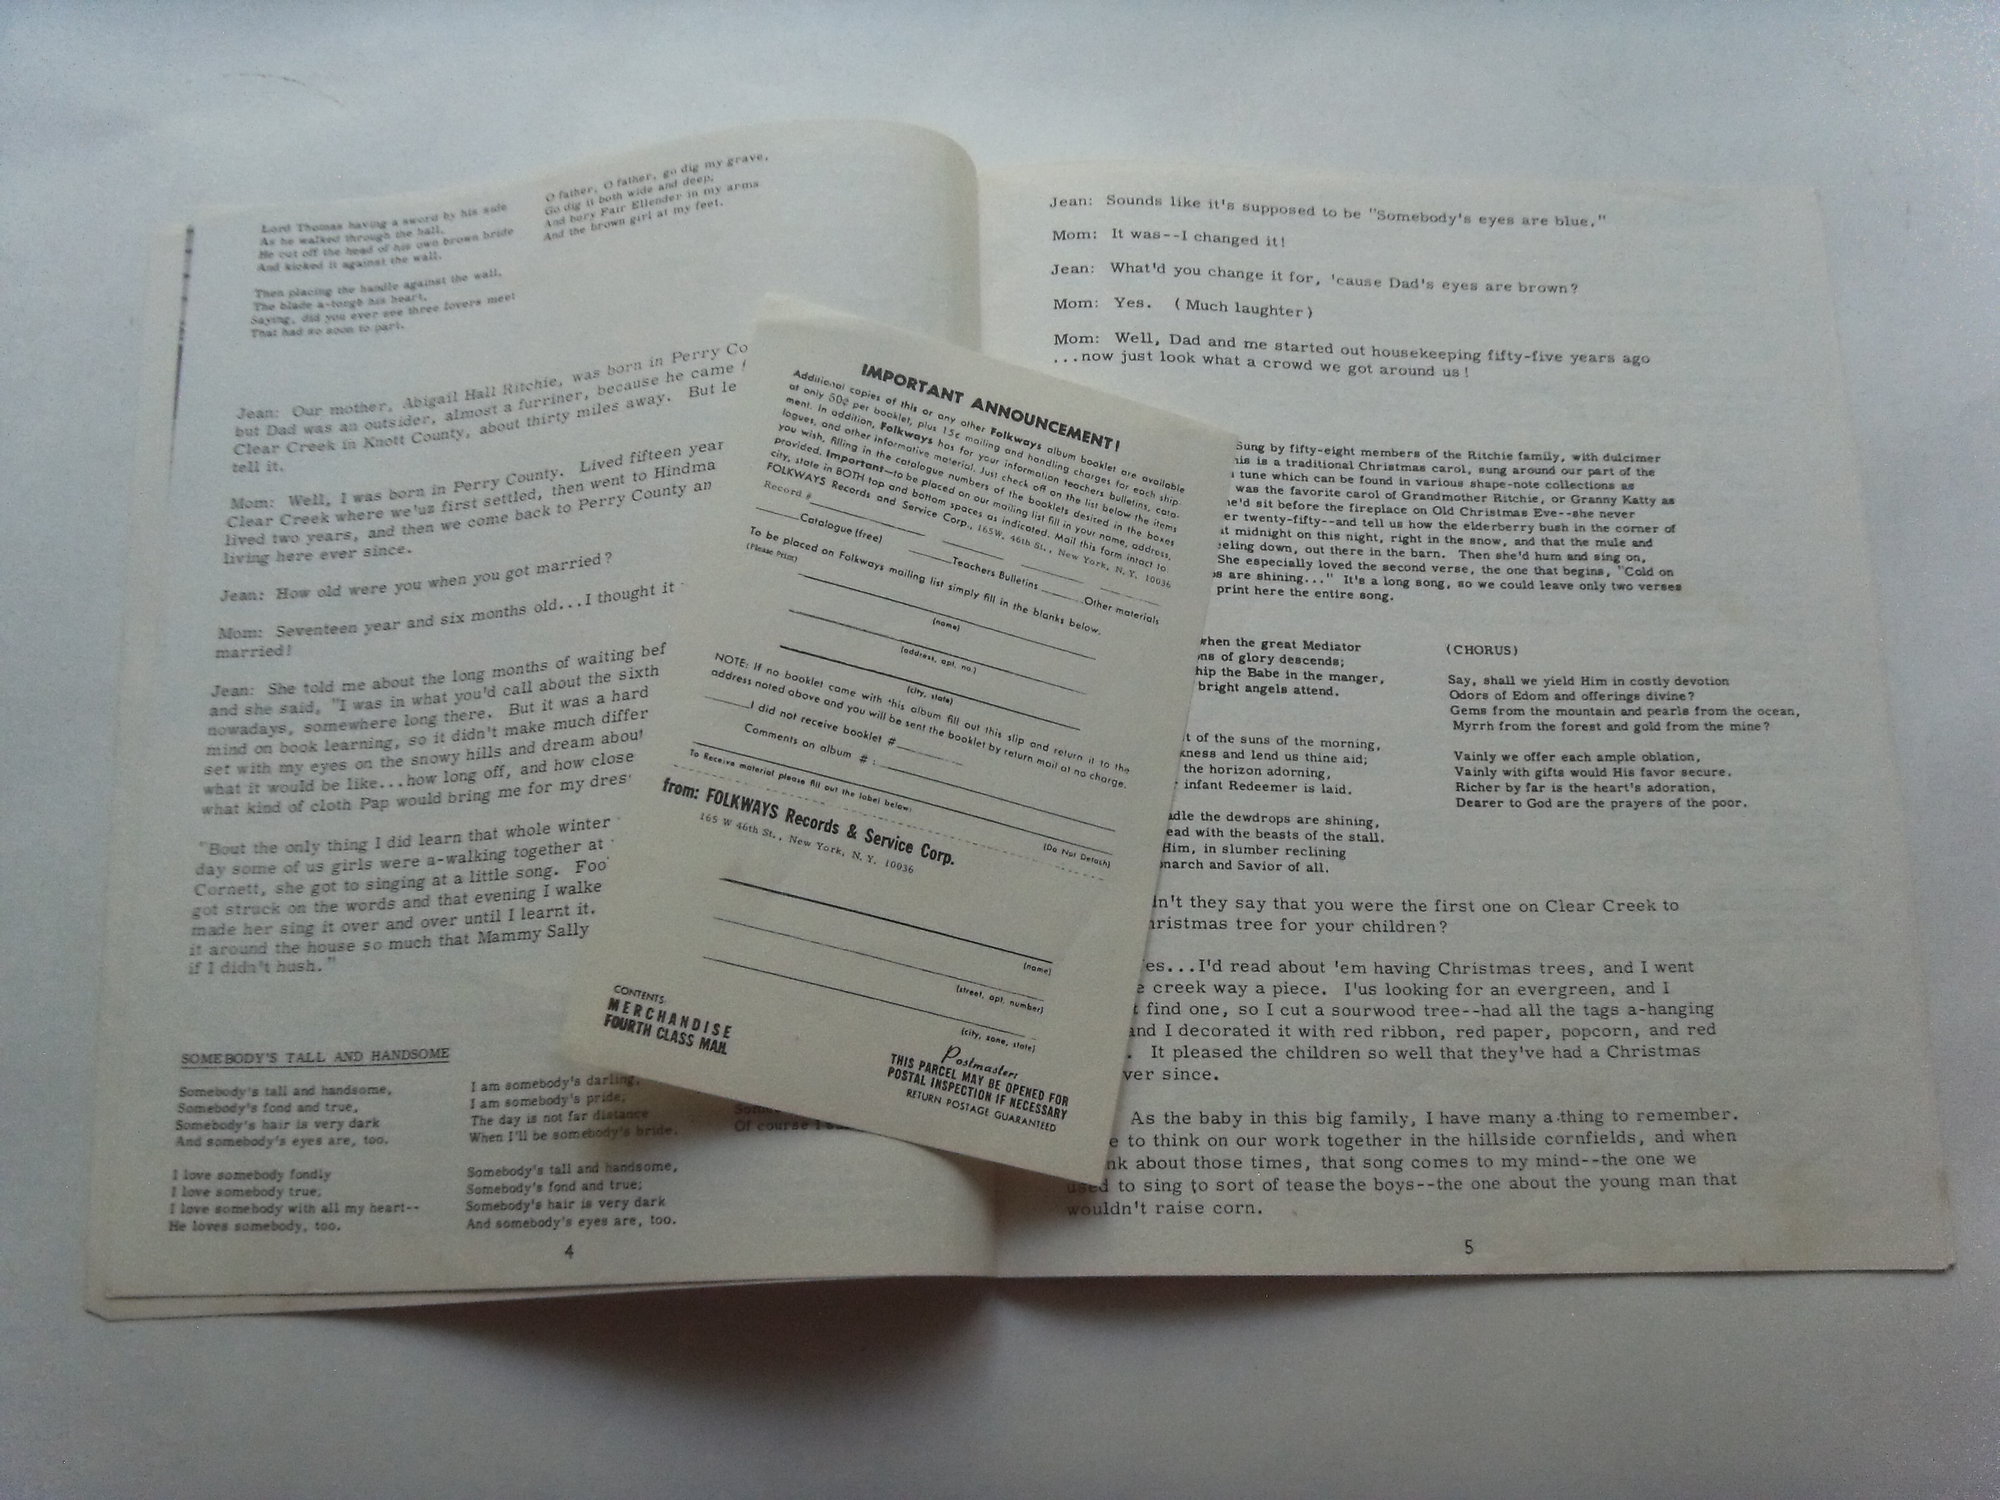 Lord Thomas having a sword by his side
As he walked through the hall,
He cut off the head of his own brown bride
And kicked it against the wall.
Then placing the handle against the wall,
The blade a-torgh his heart,
Saying, did you ever see three lovers meet
That had so soon to part.
O father, O father, go dig my grave,
Go dig it both wide and deep,
And bury Fair Ellender in my arms
And the brown girl at my feet.
Jean: Our mother, Abigail Hall Ritchie, was born in Perry Co
but Dad was an outsider, almost a furriner, because he came
Clear Creek in Knott County, about thirty miles away. But le
tell it.
Mom: Well, I was born in Perry County. Lived fifteen year
Clear Creek where we'uz first settled, then went to Hindma
lived two years, and then we come back to Perry County an
living here ever since.
Jean: How old were you when you got married?
Mom: Seventeen year and six months old...I thought it
married!
Jean: She told me about the long months of waiting bef
and she said, "I was in what you'd call about the sixth
nowadays, somewhere long there. But it was a hard
mind on book learning, so it didn't make much differ
set with my eyes on the snowy hills and dream about
what it would be like...how long off, and how close
what kind of cloth Pap would bring me for my dres
"Bout the only thing I did learn that whole winter
day some of us girls were a-walking together at
Cornett, she got to singing at a little song. Foo
got struck on the words and that evening I walke
made her sing it over and over until I learnt it.
it around the house so much that Mammy Sally
if I didn't hush."
SOMEBODY'S TALL AND HANDSOME
Somebody's tall and handsome,
Somebody's fond and true,
Somebody's hair is very dark
And somebody's eyes are, too.
I love somebody fondly
I love somebody true,
I love somebody with all my heart--
He loves somebody, too.
I am somebody's darling,
I am somebody's pride;
The day is not far distance
When I'll be somebody's bride.
Somebody's tall and handsome,
Somebody's fond and true;
Somebody's hair is very dark
And somebody's eyes are, too.
Of course I
4
IMPORTANT ANNOUNCEMENT!
Additional copies of this or any other Folkways album booklet are available
at only 50¢ per booklet, plus 15¢ mailing and handling charges for each ship-
ment. In addition, Folkways has for your information teachers bulletins, cata-
logues, and other informative material. Just check off on the list below the items
you wish, filling in the catalogue numbers of the booklets desired in the boxes
provided. Important—to be placed on our mailing list fill in your name, address,
city, state in BOTH top and bottom spaces as indicated. Mail this form intact to:
FOLKWAYS Records and Service Corp., 165W. 46th St., New York, N. Y. 10036
Record #
Catalogue (free) Teachers Bulletins Other materials
To be placed on Folkways mailing list simply fill in the blanks below.
(Please Print)
(name)
(address, apt. no.)
(city, state)
NOTE: If no booklet came with this album fill out this slip and return it to the
address noted above and you will be sent the booklet by return mail at no charge.
I did not receive booklet #
Comments on album #:
To Receive material please fill out the label below:
(Do Not Detach)
from: FOLKWAYS Records & Service Corp.
165 W 46th St., New York, N. Y. 10036
(name)
(street, apt. number)
(city, zone, state)
CONTENTS:
MERCHANDISE
FOURTH CLASS MAIL
Postmaster:
THIS PARCEL MAY BE OPENED FOR
POSTAL INSPECTION IF NECESSARY
RETURN POSTAGE GUARANTEED
Jean: Sounds like it's supposed to be "Somebody's eyes are blue."
Mom: It was--I changed it!
Jean: What'd you change it for, 'cause Dad's eyes are brown?
Mom: Yes. (Much laughter)
Mom: Well, Dad and me started out housekeeping fifty-five years ago
...now just look what a crowd we got around us!
Sung by fifty-eight members of the Ritchie family, with dulcimer
his is a traditional Christmas carol, sung around our part of the
tune which can be found in various shape-note collections as
was the favorite carol of Grandmother Ritchie, or Granny Katty as
he'd sit before the fireplace on Old Christmas Eve--she never
er twenty-fifty--and tell us how the elderberry bush in the corner of
at midnight on this night, right in the snow, and that the mule and
eeling down, out there in the barn. Then she'd hum and sing on,
She especially loved the second verse, the one that begins, "Cold on
s are shining..." It's a long song, so we could leave only two verses
print here the entire song.
when the great Mediator
ns of glory descends;
hip the Babe in the manger,
bright angels attend.
t of the suns of the morning,
kness and lend us thine aid;
the horizon adorning,
infant Redeemer is laid.
adle the dewdrops are shining,
ead with the beasts of the stall.
Him, in slumber reclining
narch and Savior of all.
(CHORUS)
Say, shall we yield Him in costly devotion
Odors of Edom and offerings divine?
Gems from the mountain and pearls from the ocean,
Myrrh from the forest and gold from the mine?
Vainly we offer each ample oblation,
Vainly with gifts would His favor secure.
Richer by far is the heart's adoration,
Dearer to God are the prayers of the poor.
n't they say that you were the first one on Clear Creek to
hristmas tree for your children?
es...I'd read about 'em having Christmas trees, and I went
e creek way a piece. I'us looking for an evergreen, and I
t find one, so I cut a sourwood tree--had all the tags a-hanging
and I decorated it with red ribbon, red paper, popcorn, and red
. It pleased the children so well that they've had a Christmas
ver since.
As the baby in this big family, I have many a thing to remember.
e to think on our work together in the hillside cornfields, and when
nk about those times, that song comes to my mind--the one we
used to sing to sort of tease the boys--the one about the young man that
wouldn't raise corn.
5